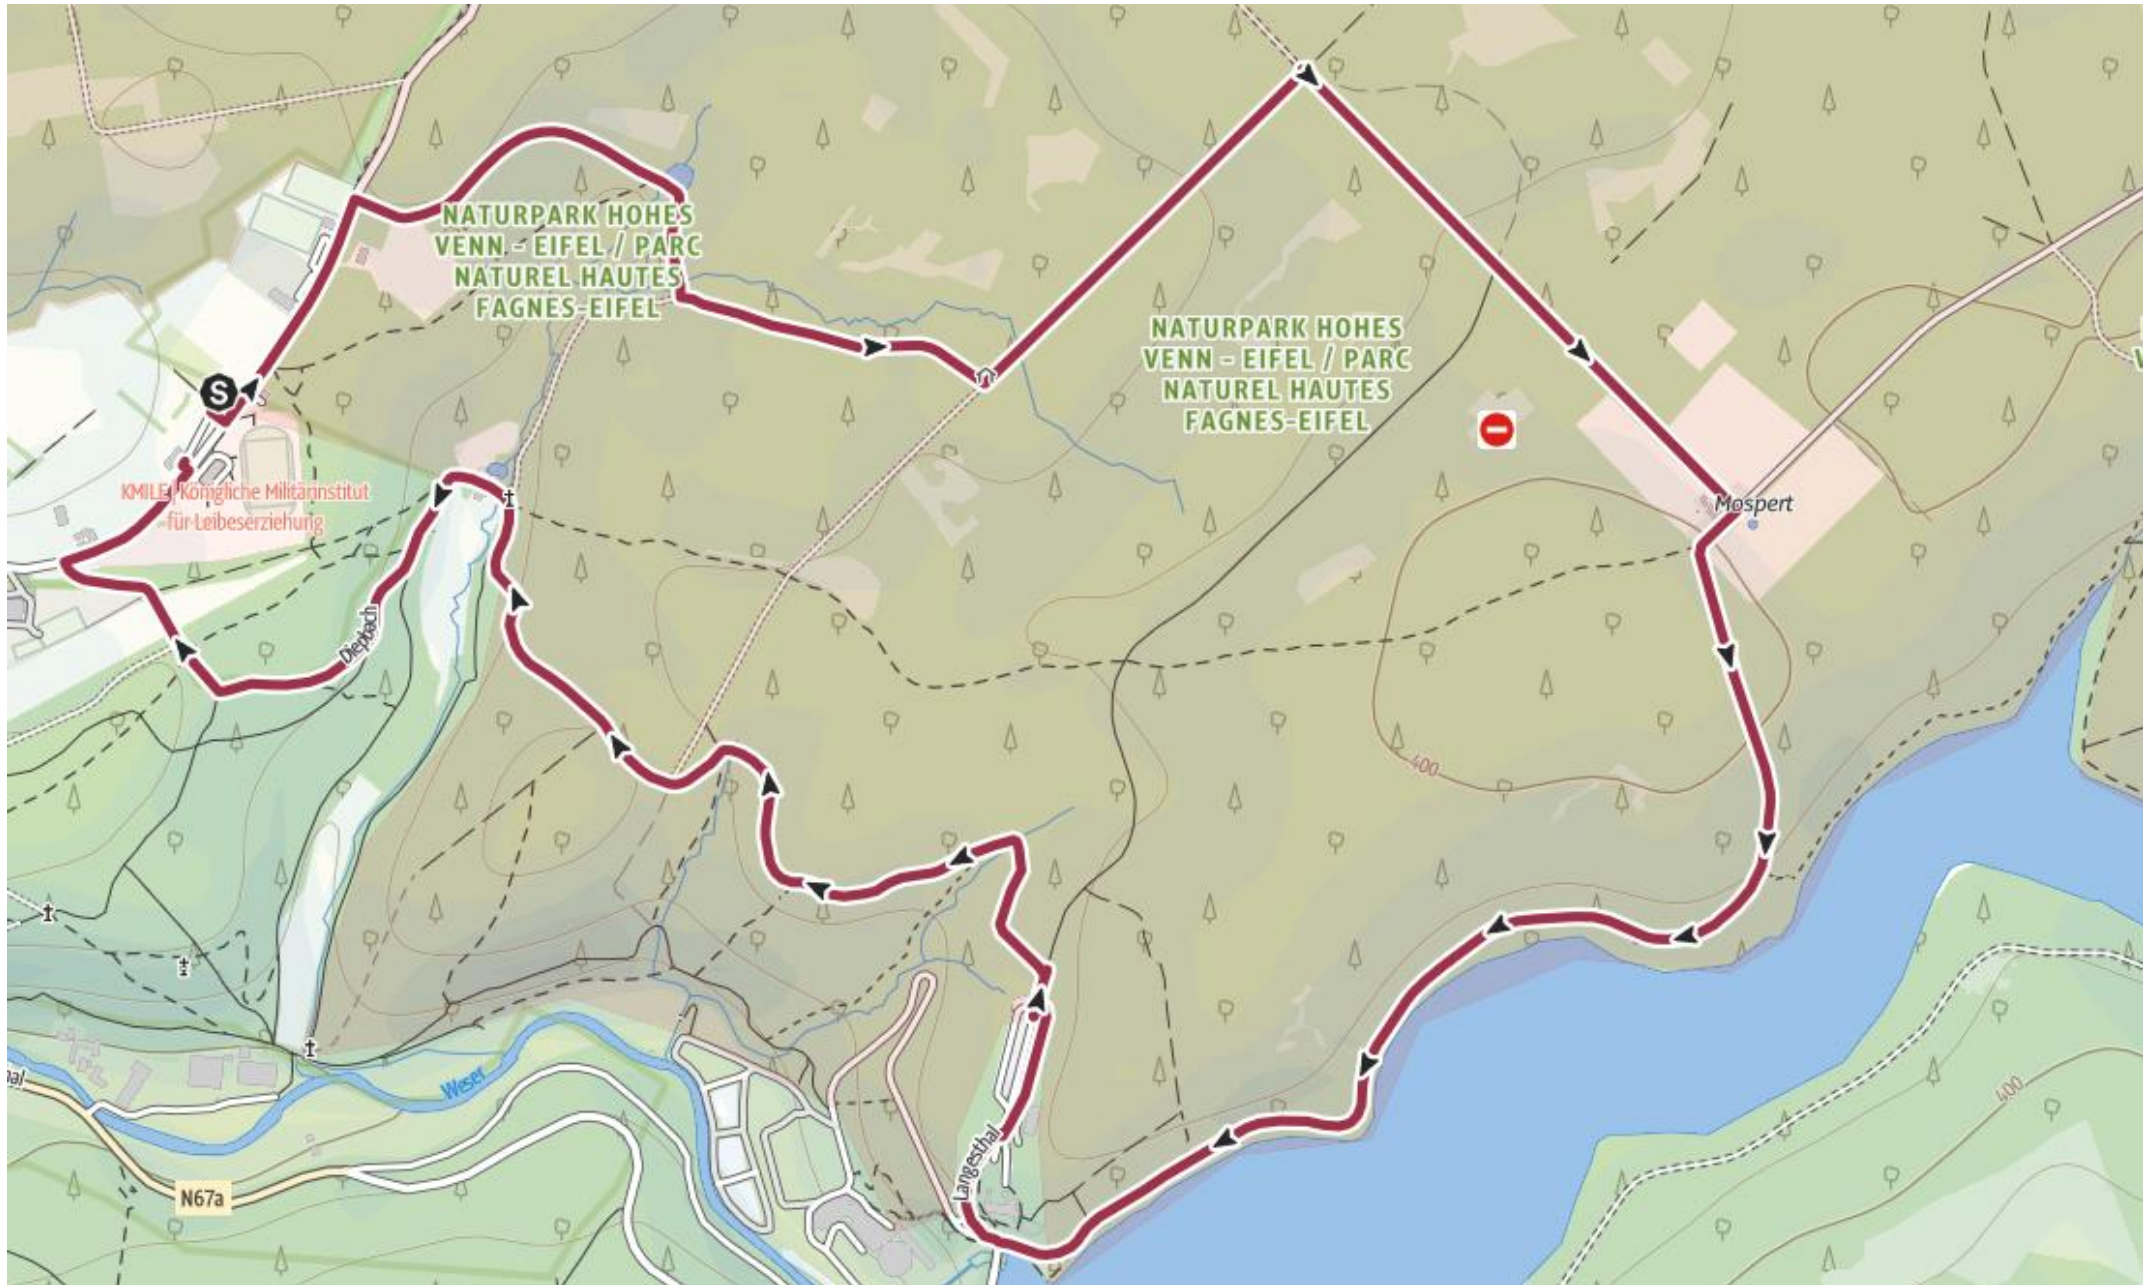 NATURPARK HOHES
VENN - EIFEL / PARC
NATUREL HAUTES
FAGNES-EIFEL
NATURPARK HOHES
VENN - EIFEL / PARC
NATUREL HAUTES
FAGNES-EIFEL
S
KMILE | Königliche Militärinstitut
für Leibeserziehung
Mospert
Diepbach
400
Weser
Langesthal
400
N67a